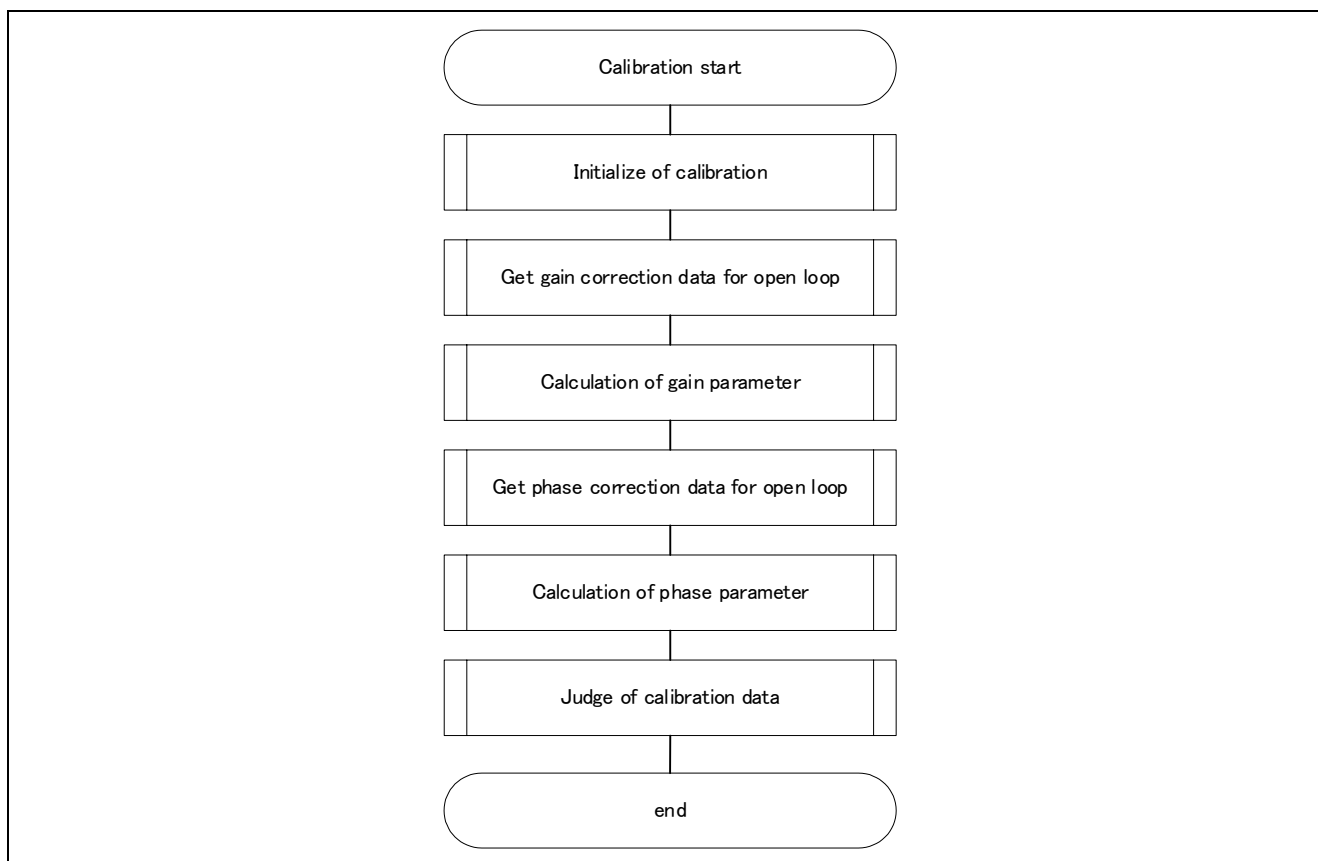 Calibration start
Initialize of calibration
Get gain correction data for open loop
Calculation of gain parameter
Get phase correction data for open loop
Calculation of phase parameter
Judge of calibration data
end